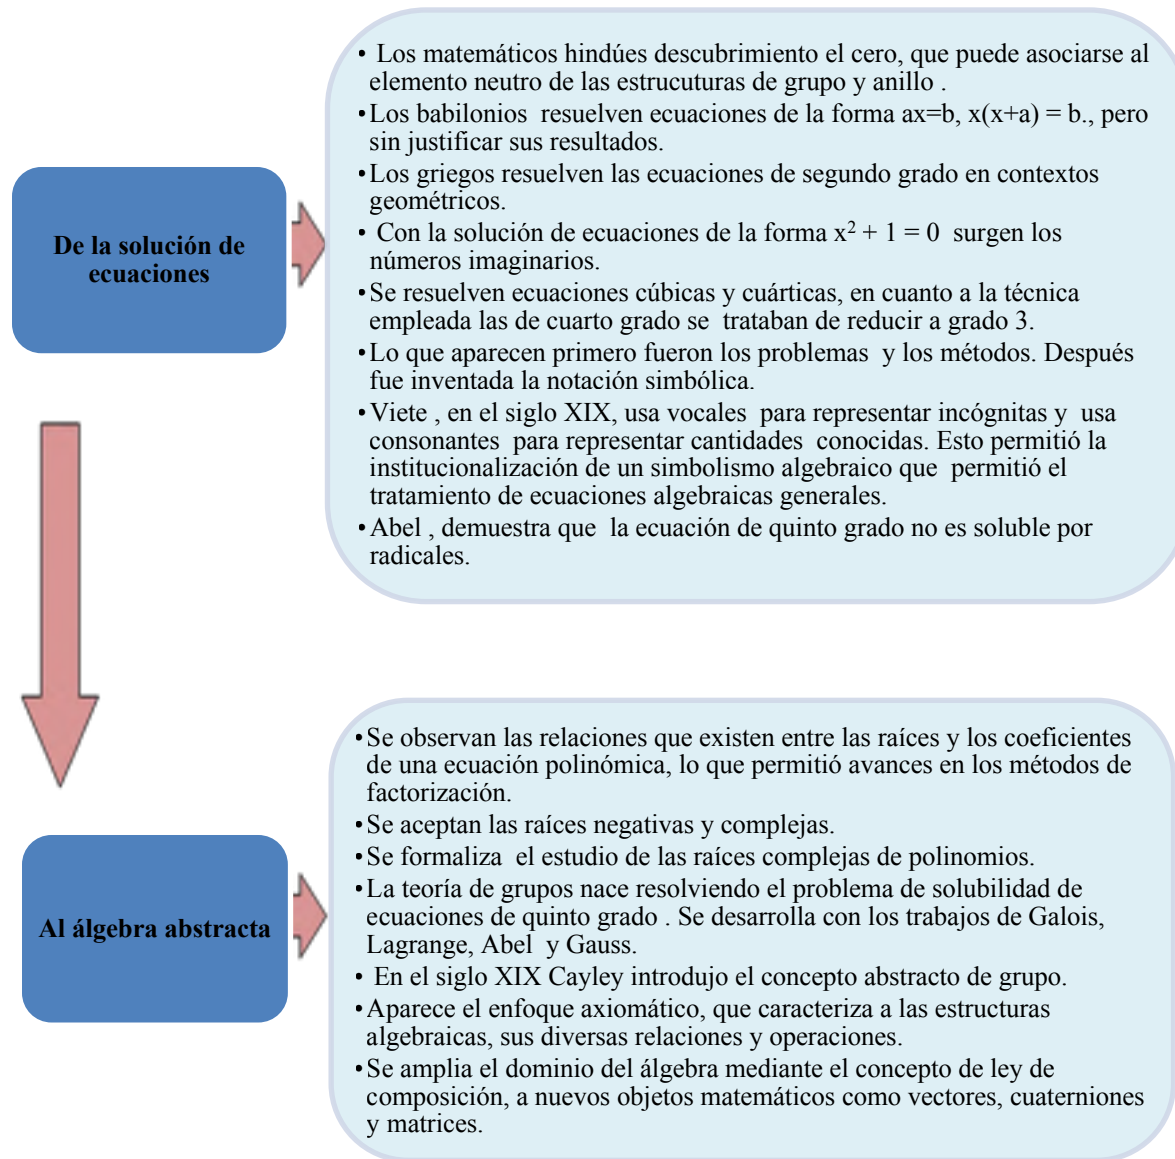 De la solución de
ecuaciones
• Los matemáticos hindúes descubrimiento el cero, que puede asociarse al
elemento neutro de las estrucuturas de grupo y anillo .
•Los babilonios resuelven ecuaciones de la forma ax=b, x(x+a) = b., pero
sin justificar sus resultados.
•Los griegos resuelven las ecuaciones de segundo grado en contextos
geométricos.
• Con la solución de ecuaciones de la forma x² + 1 = 0 surgen los
números imaginarios.
•Se resuelven ecuaciones cúbicas y cuárticas, en cuanto a la técnica
empleada las de cuarto grado se trataban de reducir a grado 3.
•Lo que aparecen primero fueron los problemas y los métodos. Después
fue inventada la notación simbólica.
•Viete , en el siglo XIX, usa vocales para representar incógnitas y usa
consonantes para representar cantidades conocidas. Esto permitió la
institucionalización de un simbolismo algebraico que permitió el
tratamiento de ecuaciones algebraicas generales.
•Abel , demuestra que la ecuación de quinto grado no es soluble por
radicales.
Al álgebra abstracta
•Se observan las relaciones que existen entre las raíces y los coeficientes
de una ecuación polinómica, lo que permitió avances en los métodos de
factorización.
•Se aceptan las raíces negativas y complejas.
•Se formaliza el estudio de las raíces complejas de polinomios.
•La teoría de grupos nace resolviendo el problema de solubilidad de
ecuaciones de quinto grado . Se desarrolla con los trabajos de Galois,
Lagrange, Abel y Gauss.
• En el siglo XIX Cayley introdujo el concepto abstracto de grupo.
•Aparece el enfoque axiomático, que caracteriza a las estructuras
algebraicas, sus diversas relaciones y operaciones.
•Se amplia el dominio del álgebra mediante el concepto de ley de
composición, a nuevos objetos matemáticos como vectores, cuaterniones
y matrices.